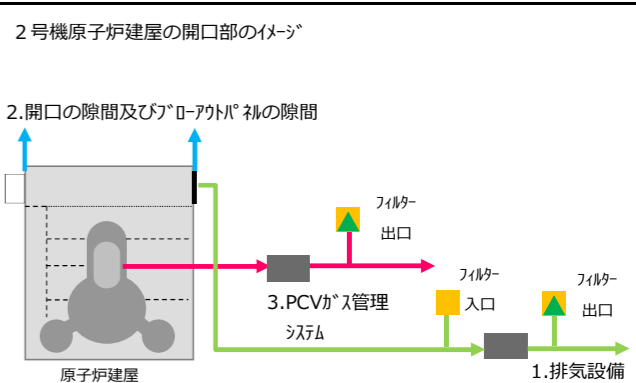 ２号機原子炉建屋の開口部のｲﾒｰｼﾞ
2.開口の隙間及びﾌﾞﾛｰｱｳﾄﾊﾟﾈﾙの隙間
ﾌｨﾙﾀｰ
出口
3.PCVｶﾞｽ管理
ｼｽﾃﾑ
ﾌｨﾙﾀｰ
入口
ﾌｨﾙﾀｰ
出口
1.排気設備
原子炉建屋